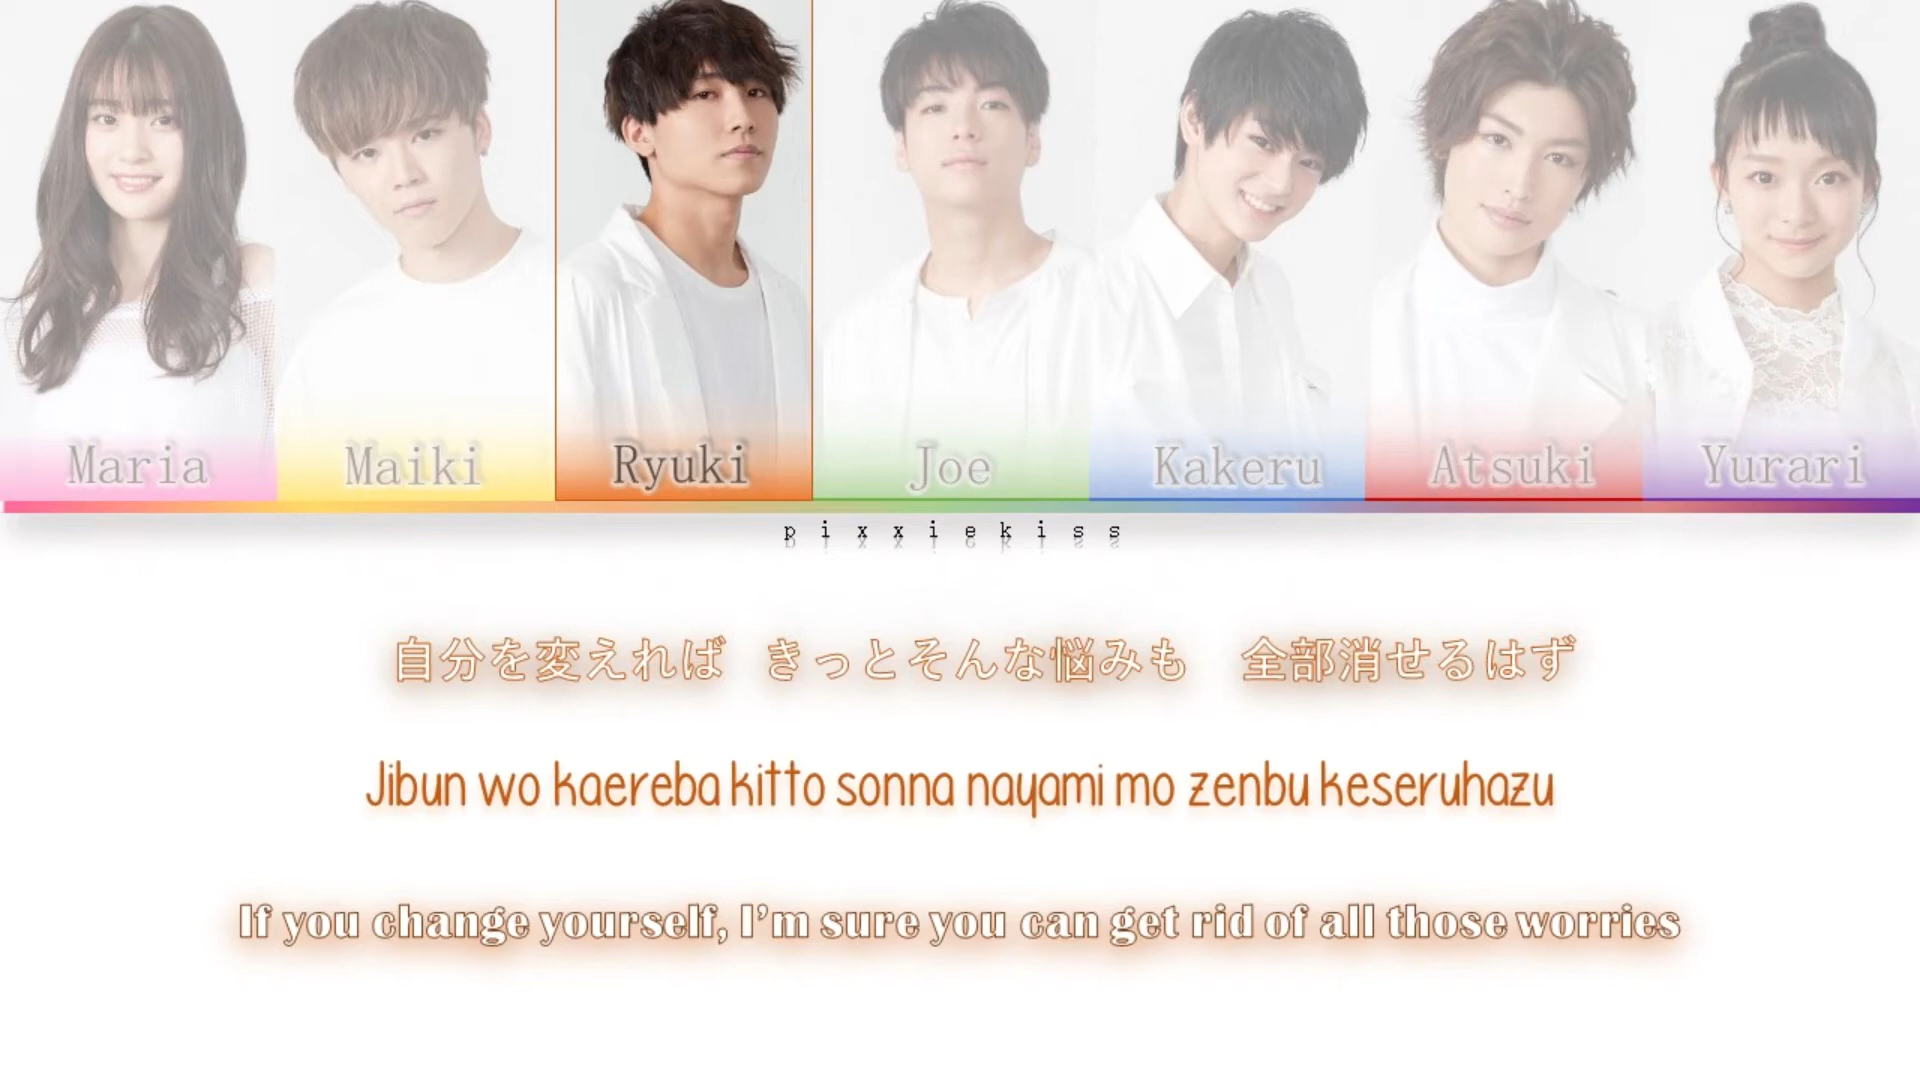 Maria Maiki Ryuki Joe Kakeru Atsuki Yurari
pixxiekiss
自分を変えれば きっとそんな悩みも 全部消せるはず
Jibun wo kaereba kitto sonna nayami mo zenbu keseruhazu
If you change yourself, I'm sure you can get rid of all those worries